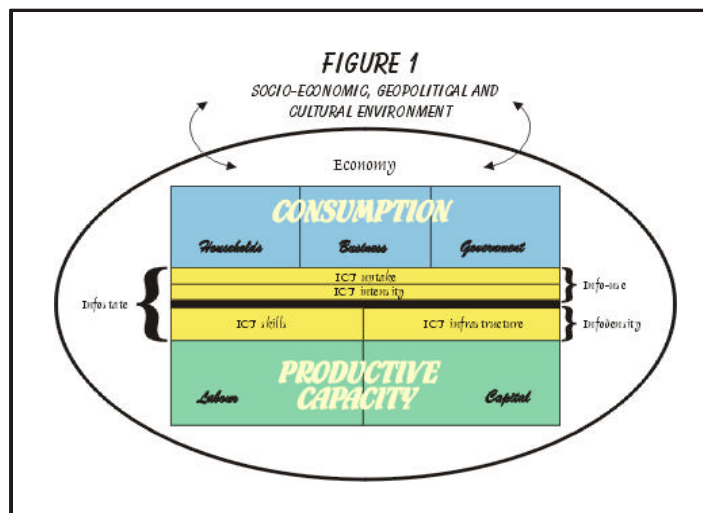 FIGURE 1
SOCIO-ECONOMIC, GEOPOLITICAL AND
CULTURAL ENVIRONMENT
Economy
CONSUMPTION
Households Business Government
ICT uptake
ICT intensity
Infostate
Info-use
ICT skills ICT infrastructure
Infodensity
PRODUCTIVE
CAPACITY
Labour Capital